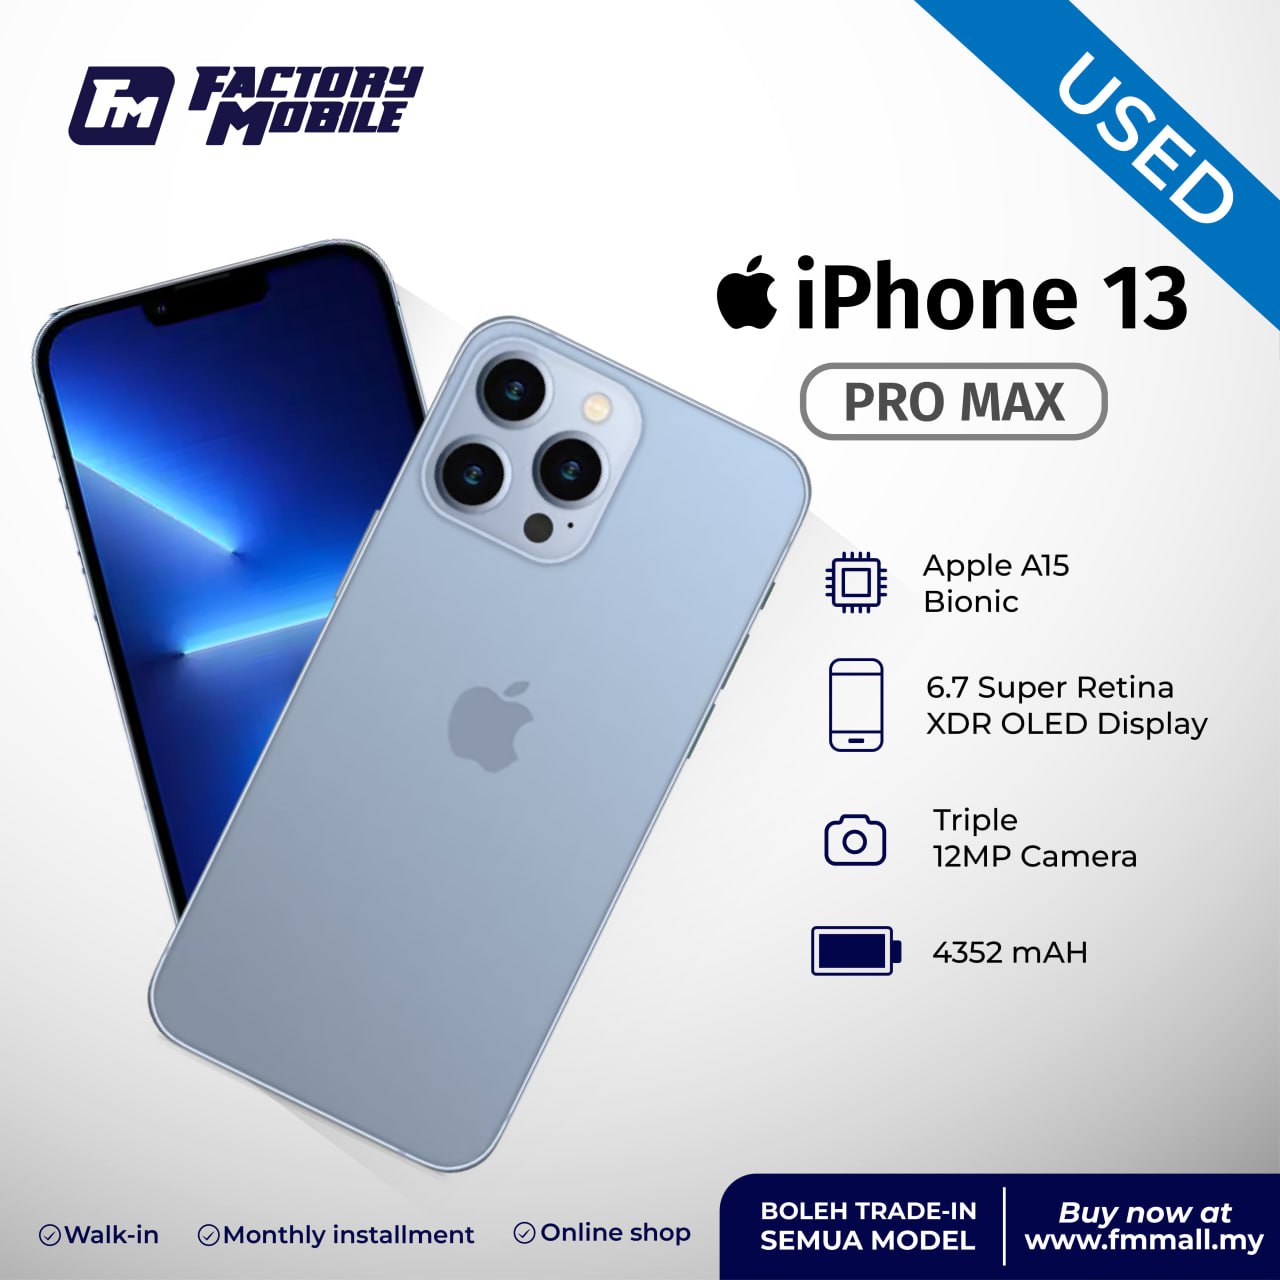 FM FACTORY
MOBILE
USED
iPhone 13
PRO MAX
Apple A15
Bionic
6.7 Super Retina
XDR OLED Display
Triple
12MP Camera
4352 mAH
Walk-in
Monthly installment
Online shop
BOLEH TRADE-IN
SEMUA MODEL
Buy now at
www.fmmall.my